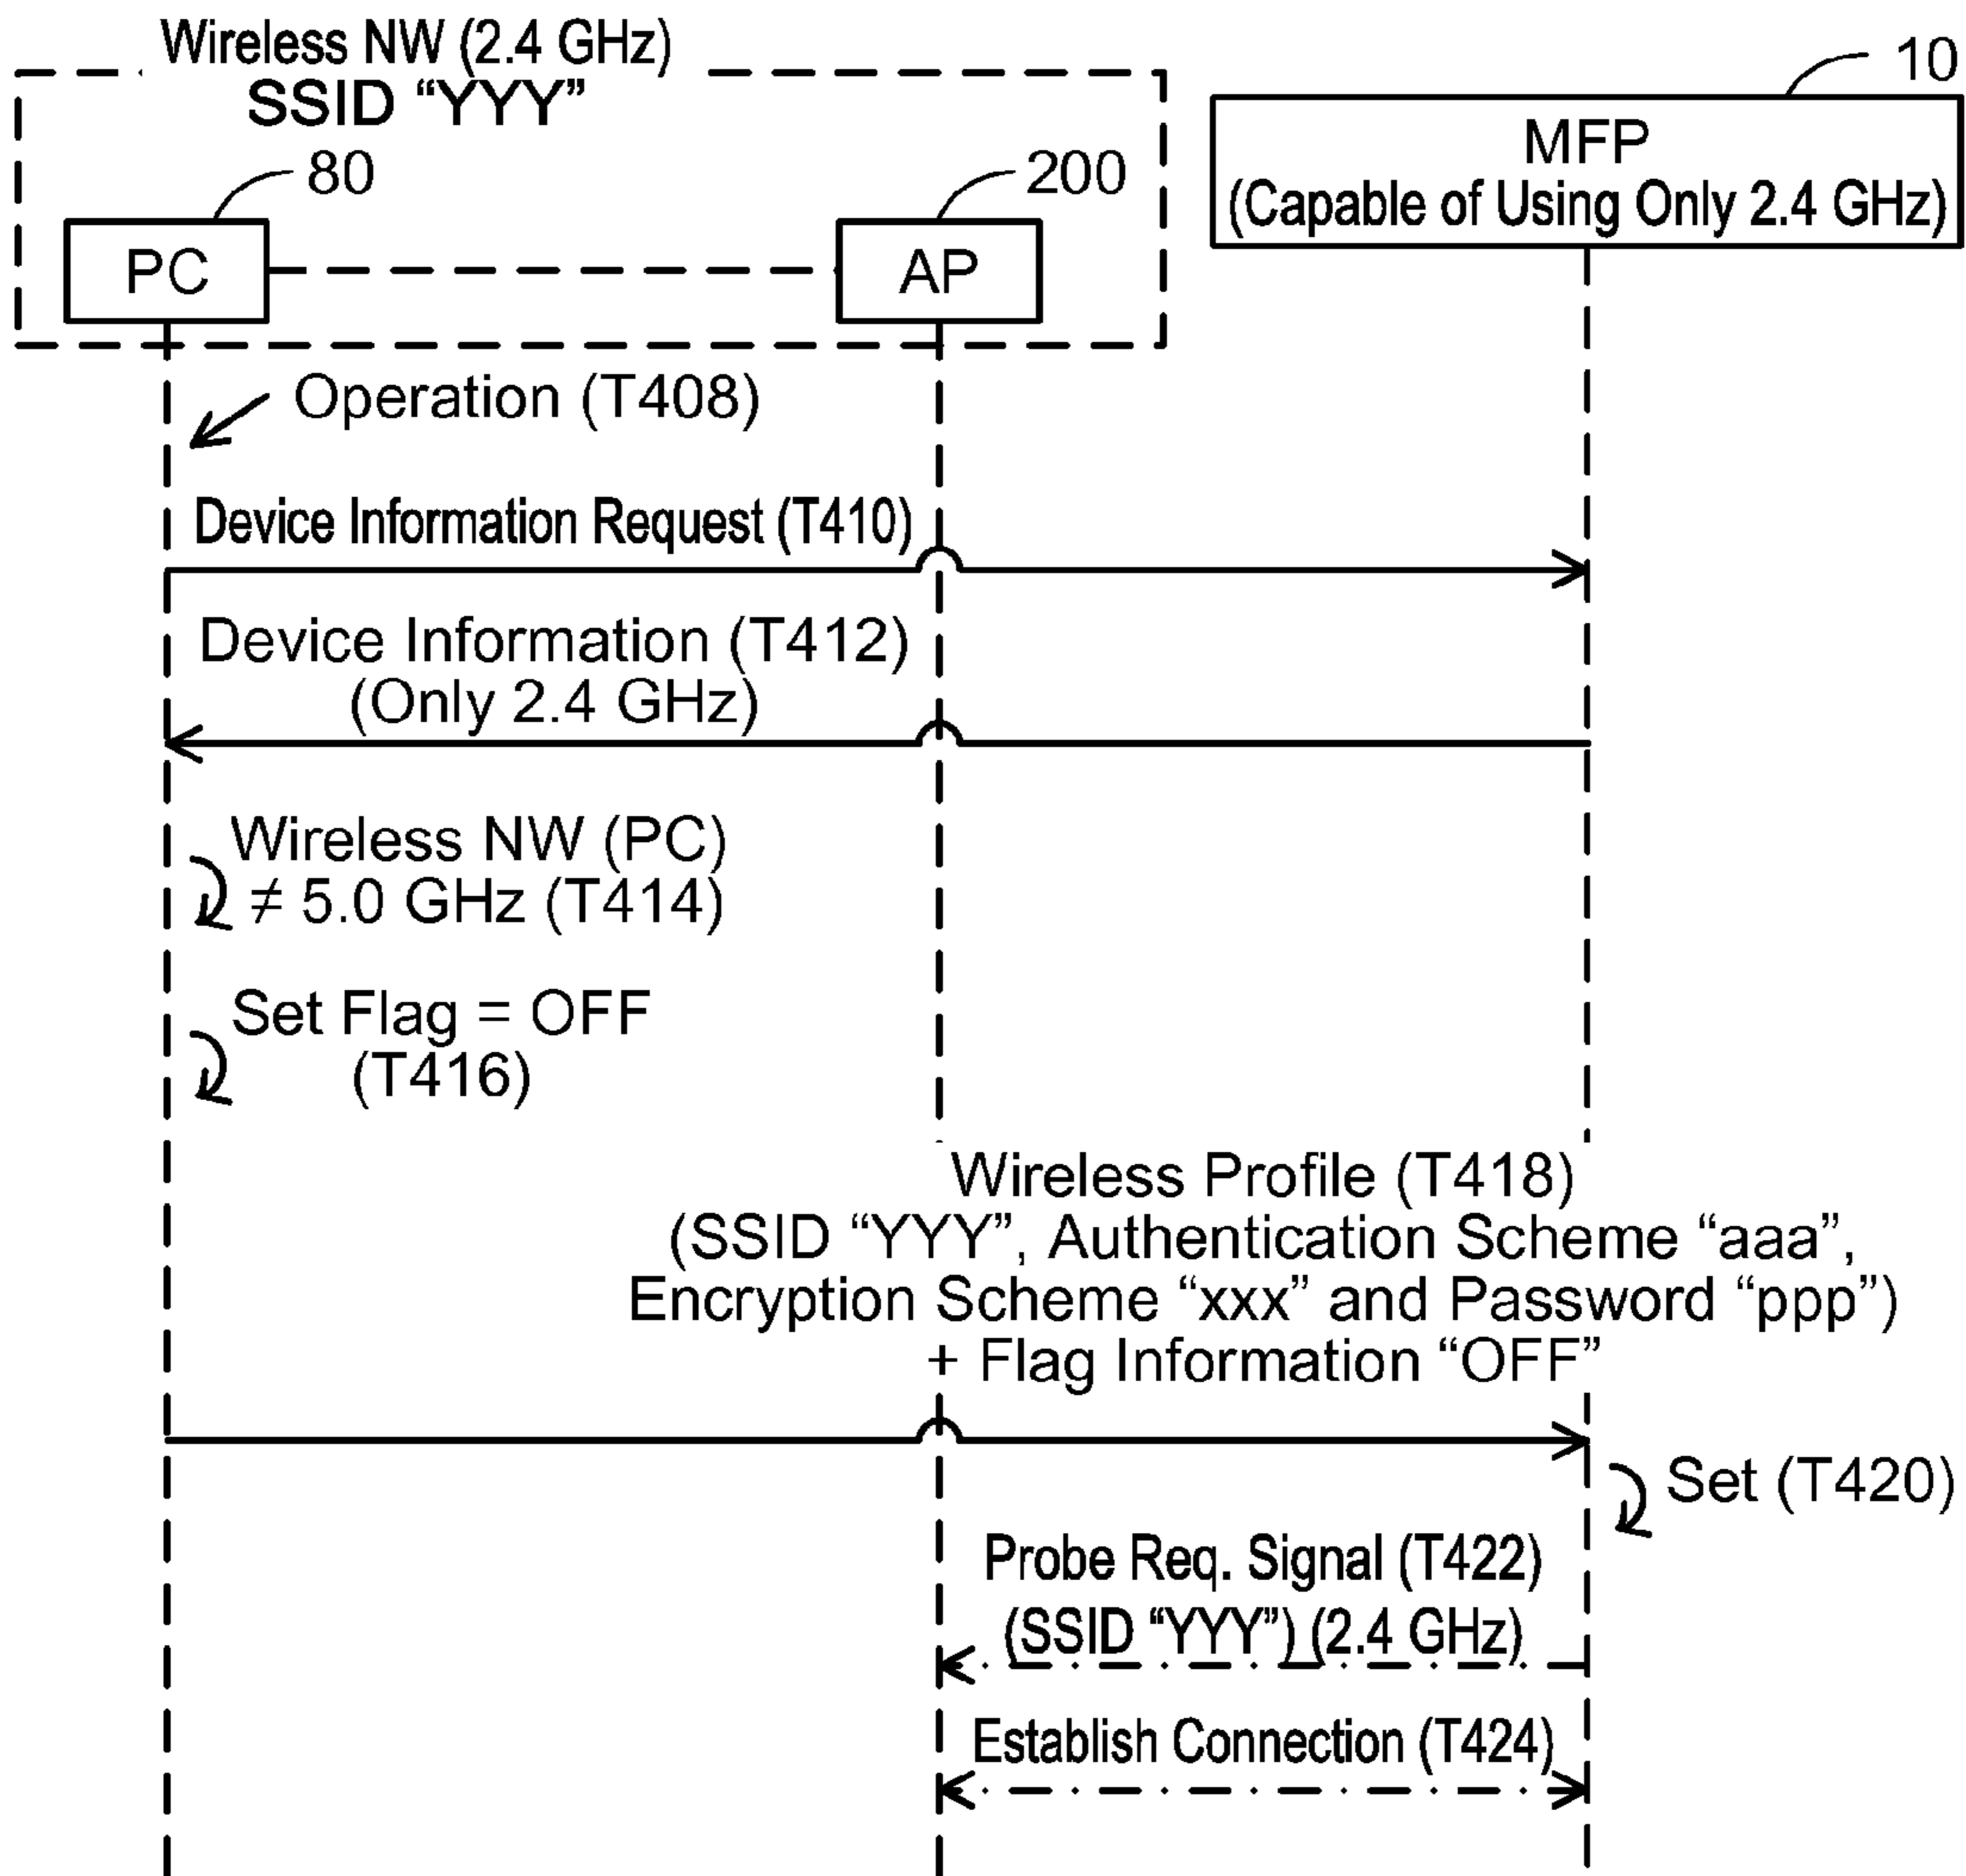 Wireless NW (2.4 GHz)
SSID “YYY”
10
MFP
(Capable of Using Only 2.4 GHz)
80
200
PC
AP
Operation (T408)
Device Information Request (T410)
Device Information (T412)
(Only 2.4 GHz)
Wireless NW (PC)
≠ 5.0 GHz (T414)
Set Flag = OFF
(T416)
Wireless Profile (T418)
(SSID “YYY”, Authentication Scheme “aaa”,
Encryption Scheme “xxx” and Password “ppp”)
+ Flag Information “OFF”
Set (T420)
Probe Req. Signal (T422)
(SSID “YYY”) (2.4 GHz)
Establish Connection (T424)